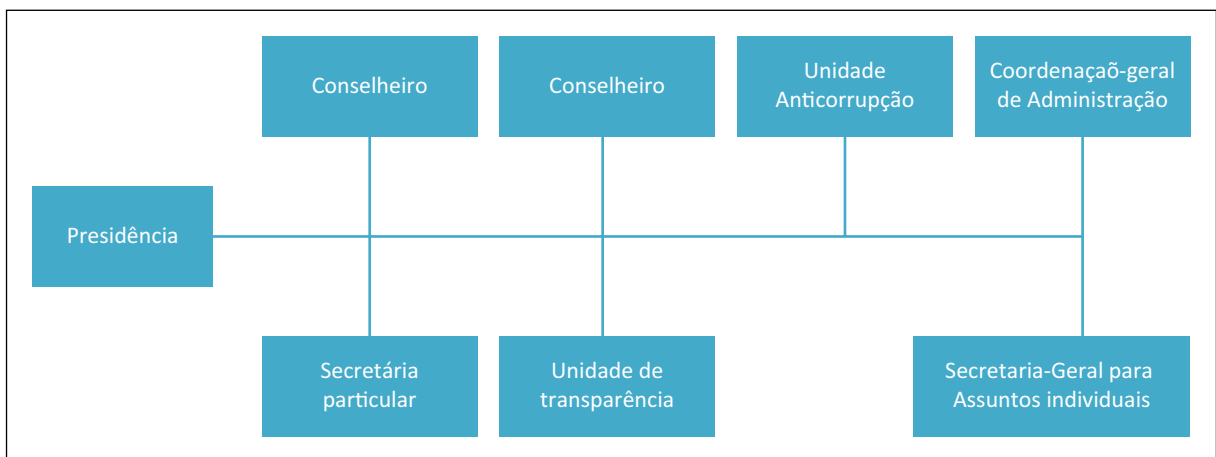 Conselheiro
Conselheiro
Unidade
Anticorrupção
Coordenaçaõ-geral
de Administração
Presidência
Secretária
particular
Unidade de
transparência
Secretaria-Geral para
Assuntos individuais